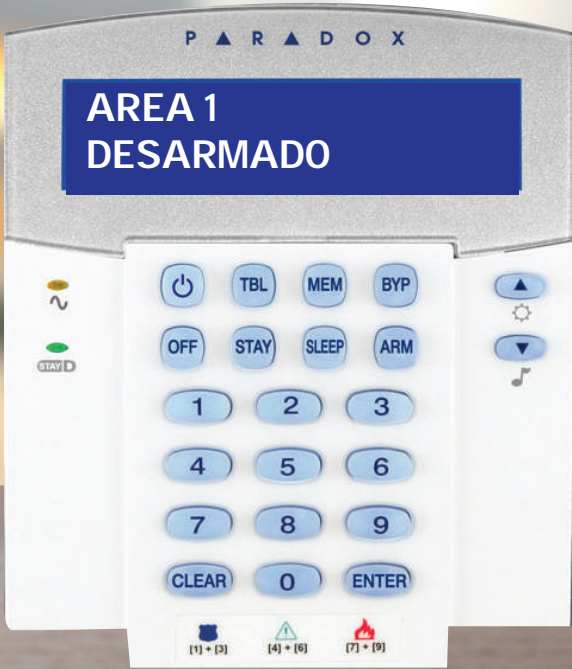 PARADOX
AREA 1
DESARMADO
TBL MEM BYP
OFF STAY SLEEP ARM
STAY D
1 2 3
4 5 6
7 8 9
CLEAR 0 ENTER
[1] + [3] [4] + [6] [7] + [9]